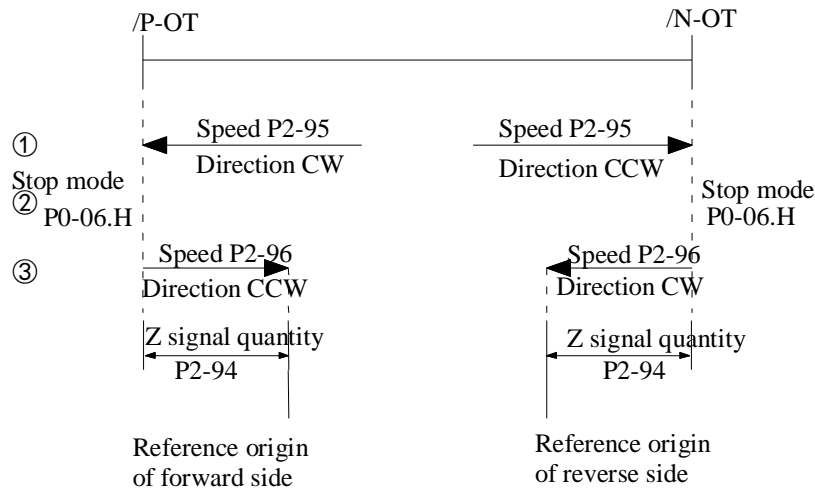 /P-OT
/N-OT
①
Speed P2-95
Direction CW
Speed P2-95
Direction CCW
Stop mode
②
P0-06.H
Stop mode
P0-06.H
③
Speed P2-96
Direction CCW
Speed P2-96
Direction CW
Z signal quantity
P2-94
Z signal quantity
P2-94
Reference origin
of forward side
Reference origin
of reverse side